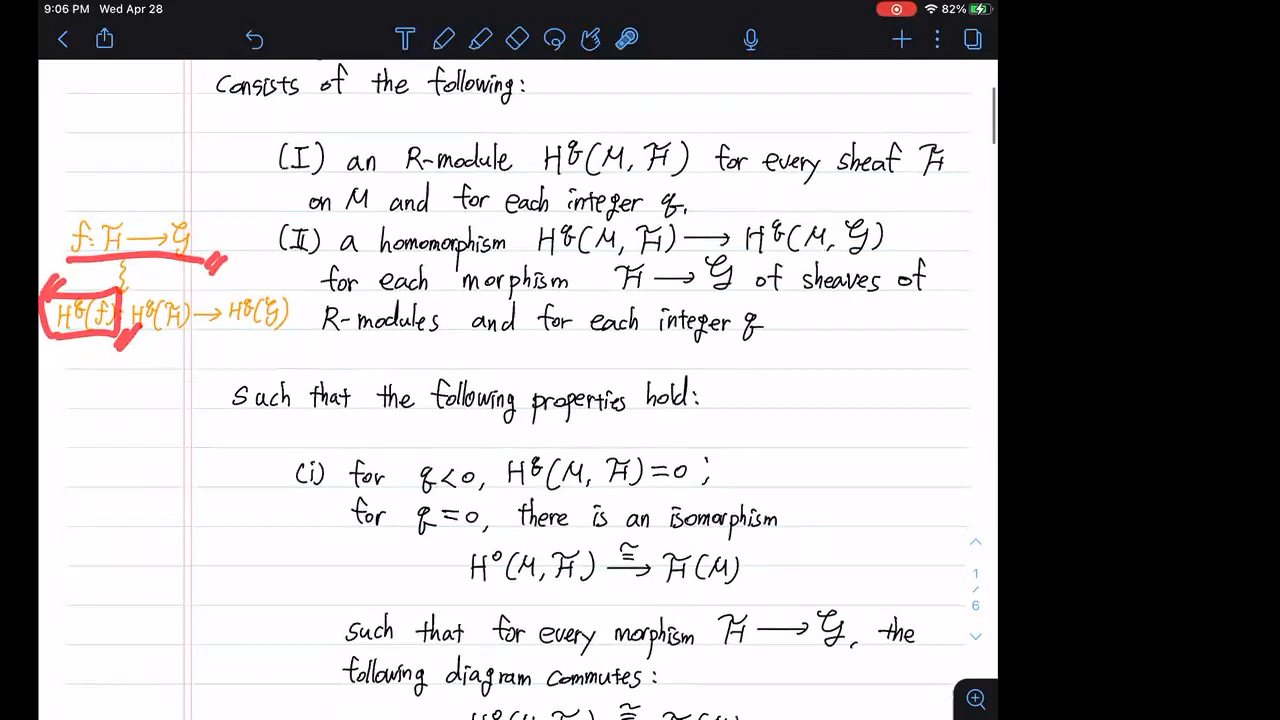 9:06 PM Wed Apr 28
82%
consists of the following:
(I) an R-module H^q(M, ℱ) for every sheaf ℱ
on M and for each integer q.
f: ℱ → 𝒢
(II) a homomorphism H^q(M, ℱ) → H^q(M, 𝒢)
for each morphism ℱ → 𝒢 of sheaves of
H^q(f): H^q(ℱ) → H^q(𝒢)
R-modules and for each integer q
Such that the following properties hold:
(i) for q<0, H^q(M, ℱ)=0 ;
for q=0, there is an isomorphism
H^0(M, ℱ) ≅→ ℱ(M)
such that for every morphism ℱ → 𝒢, the
following diagram commutes:
1
/
6